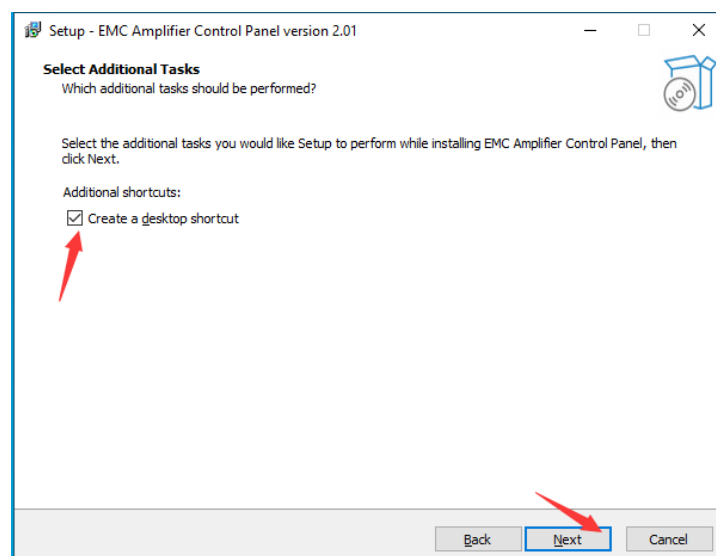 Setup - EMC Amplifier Control Panel version 2.01
Select Additional Tasks
Which additional tasks should be performed?
Select the additional tasks you would like Setup to perform while installing EMC Amplifier Control Panel, then
click Next.
Additional shortcuts:
Create a desktop shortcut
Back Next Cancel